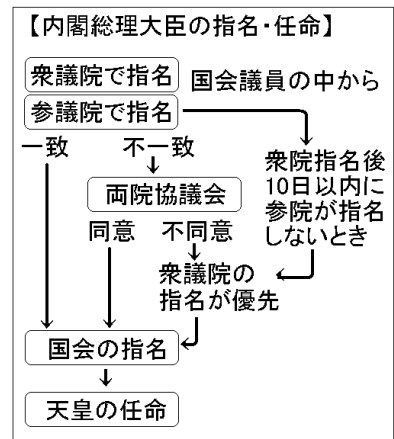 【内閣総理大臣の指名・任命】
衆議院で指名
国会議員の中から
参議院で指名
一致
不一致
衆院指名後
10日以内に
参院が指名
しないとき
両院協議会
同意
不同意
衆議院の
指名が優先
国会の指名
天皇の任命